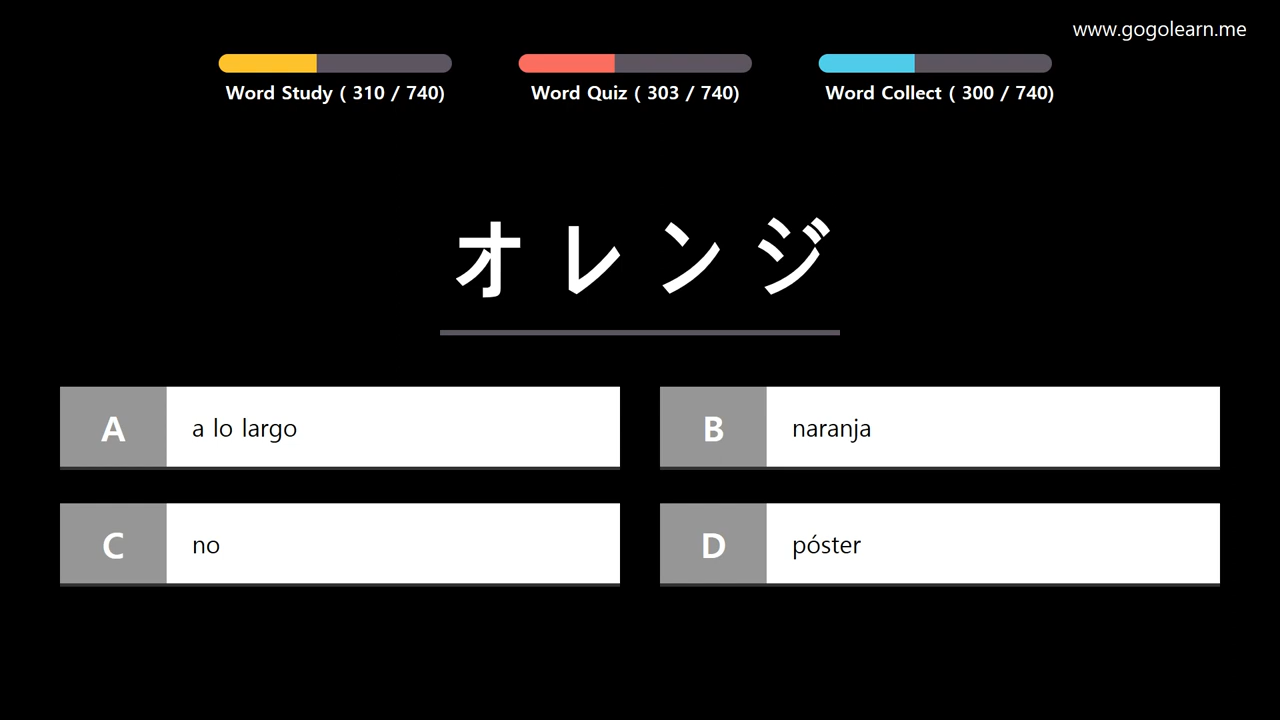 www.gogolearn.me
Word Study ( 310 / 740)
Word Quiz ( 303 / 740)
Word Collect ( 300 / 740)
オレンジ
A a lo largo
B naranja
C no
D póster